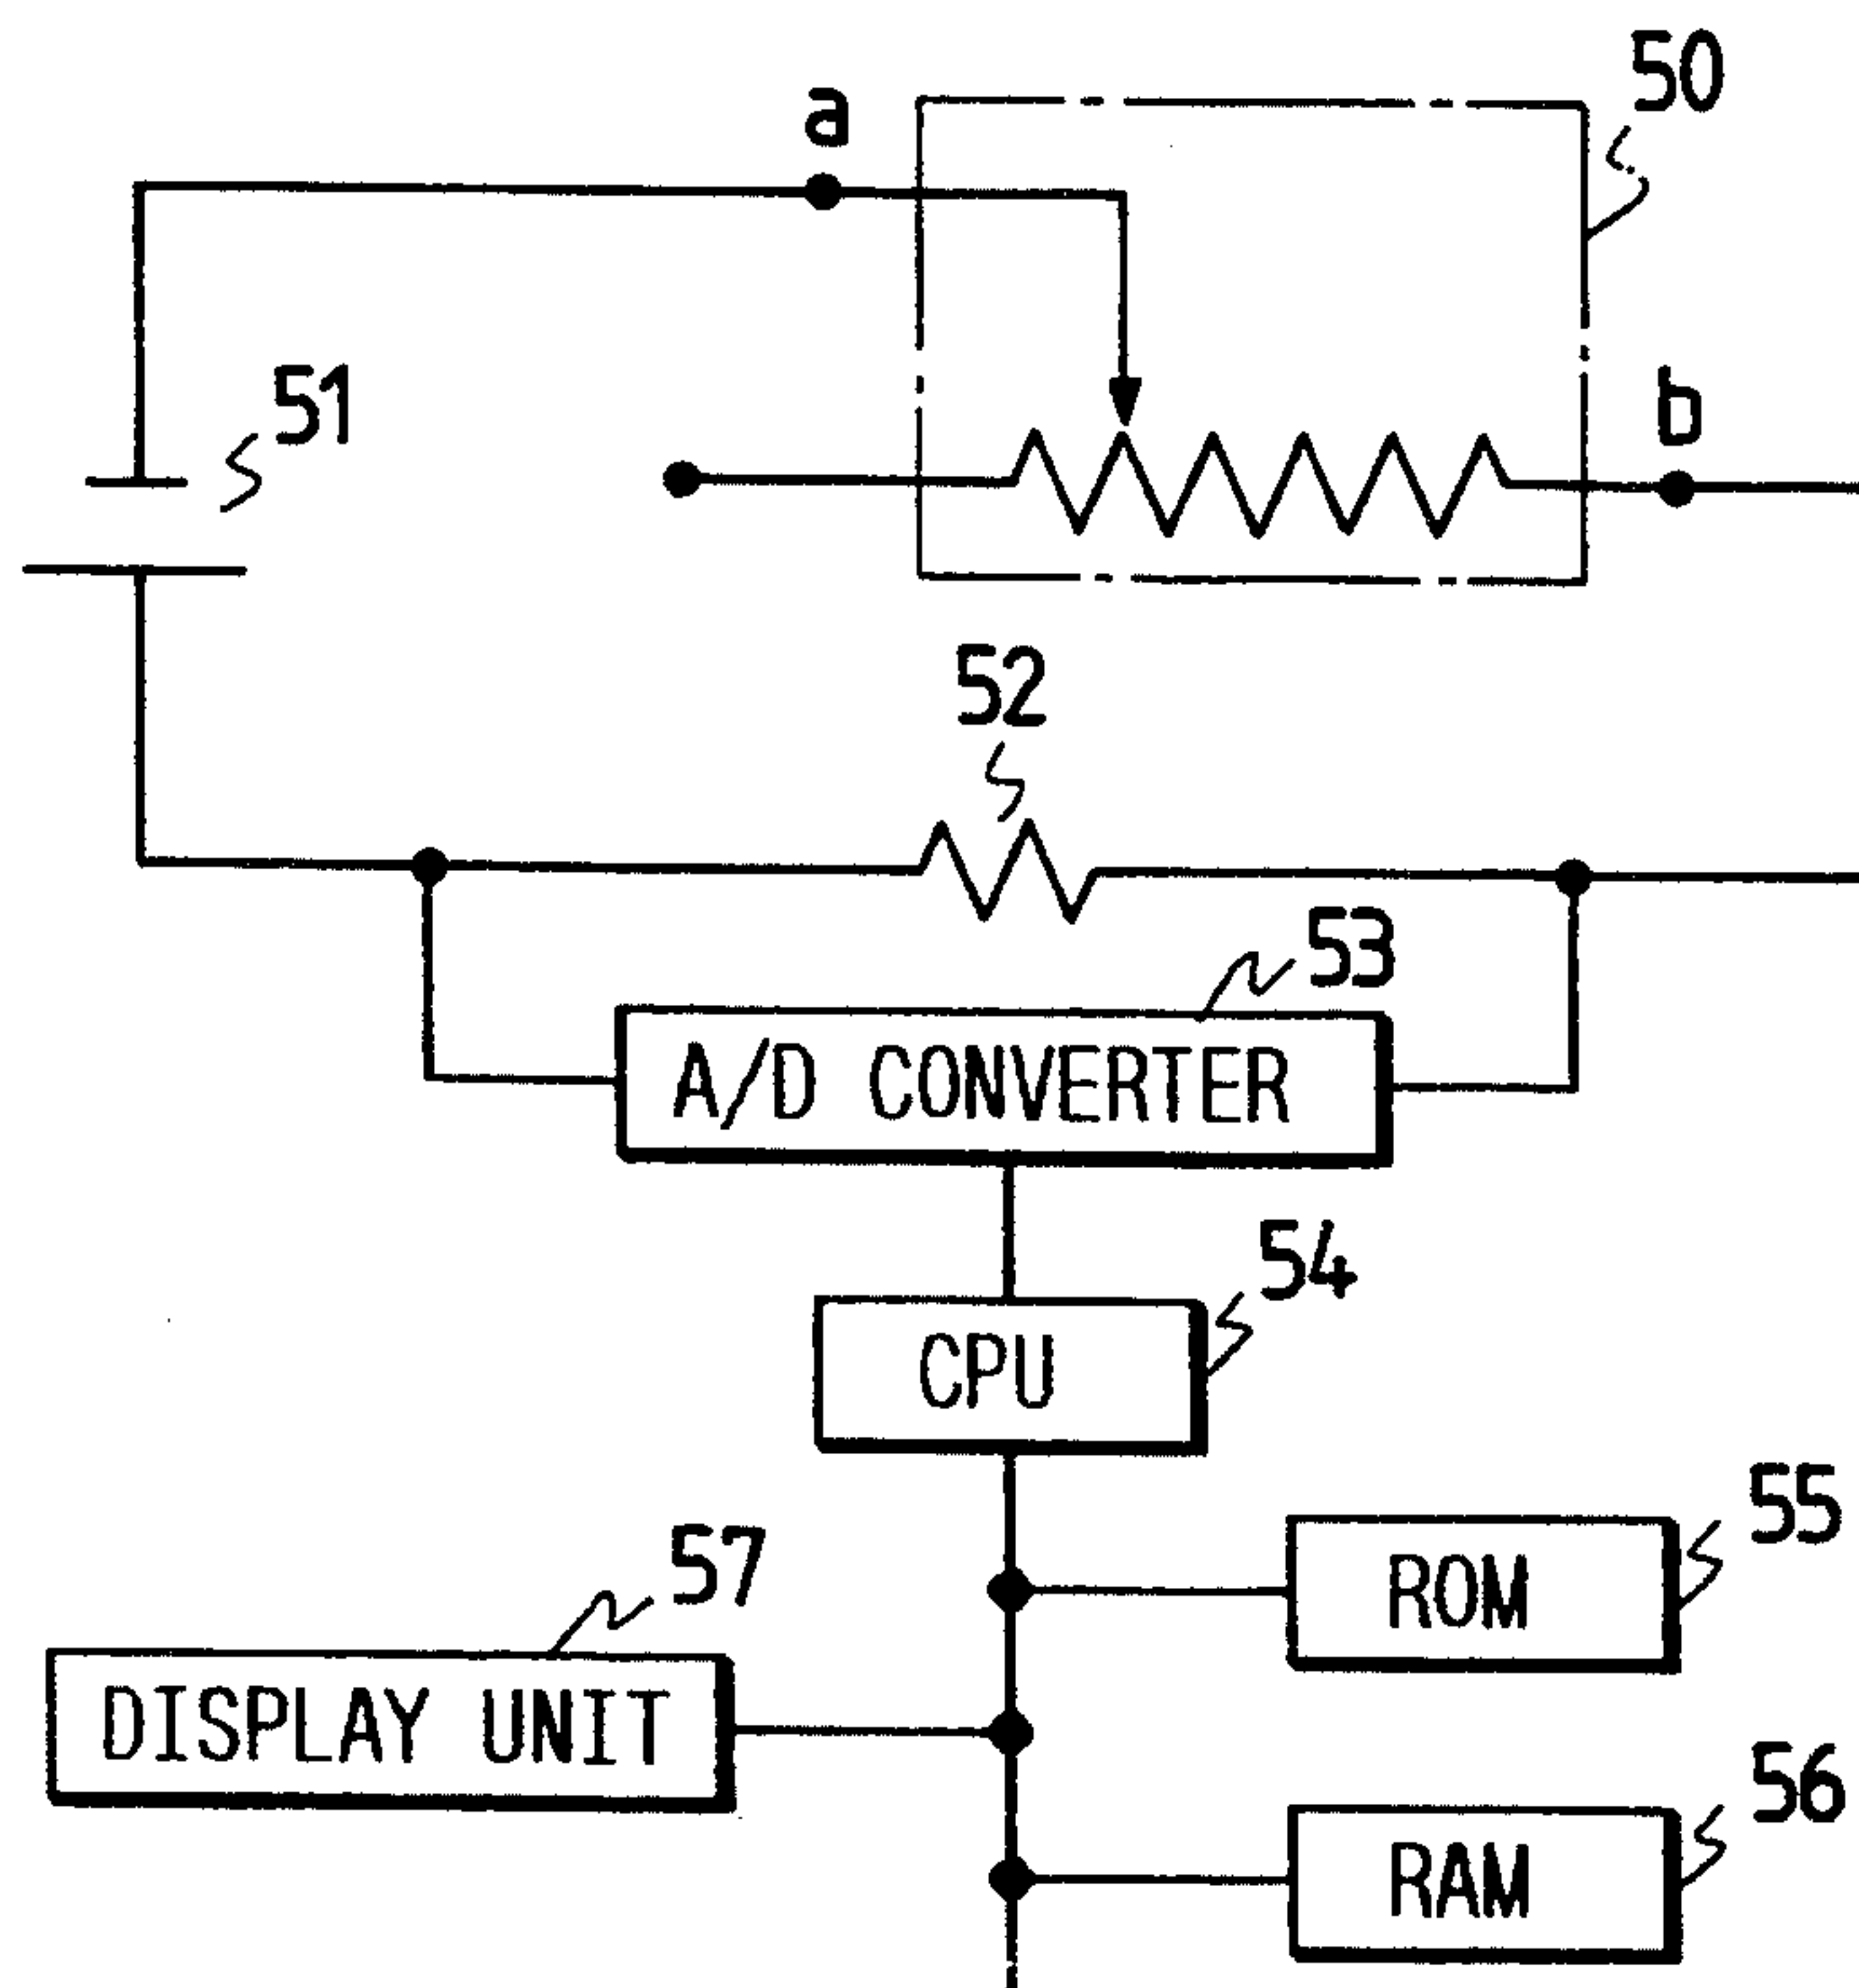 50
a
51
b
52
53
A/D CONVERTER
54
CPU
55
57
ROM
DISPLAY UNIT
56
RAM